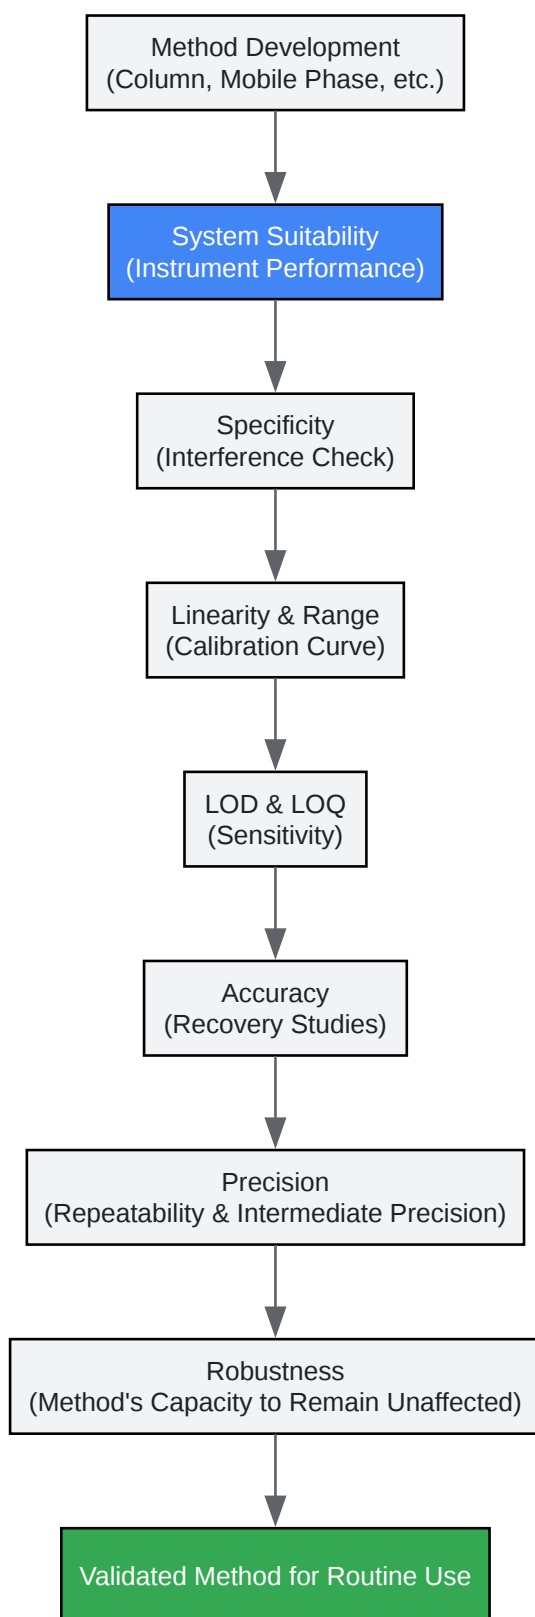 Method Development
(Column, Mobile Phase, etc.)
System Suitability
(Instrument Performance)
Specificity
(Interference Check)
Linearity & Range
(Calibration Curve)
LOD & LOQ
(Sensitivity)
Accuracy
(Recovery Studies)
Precision
(Repeatability & Intermediate Precision)
Robustness
(Method's Capacity to Remain Unaffected)
Validated Method for Routine Use